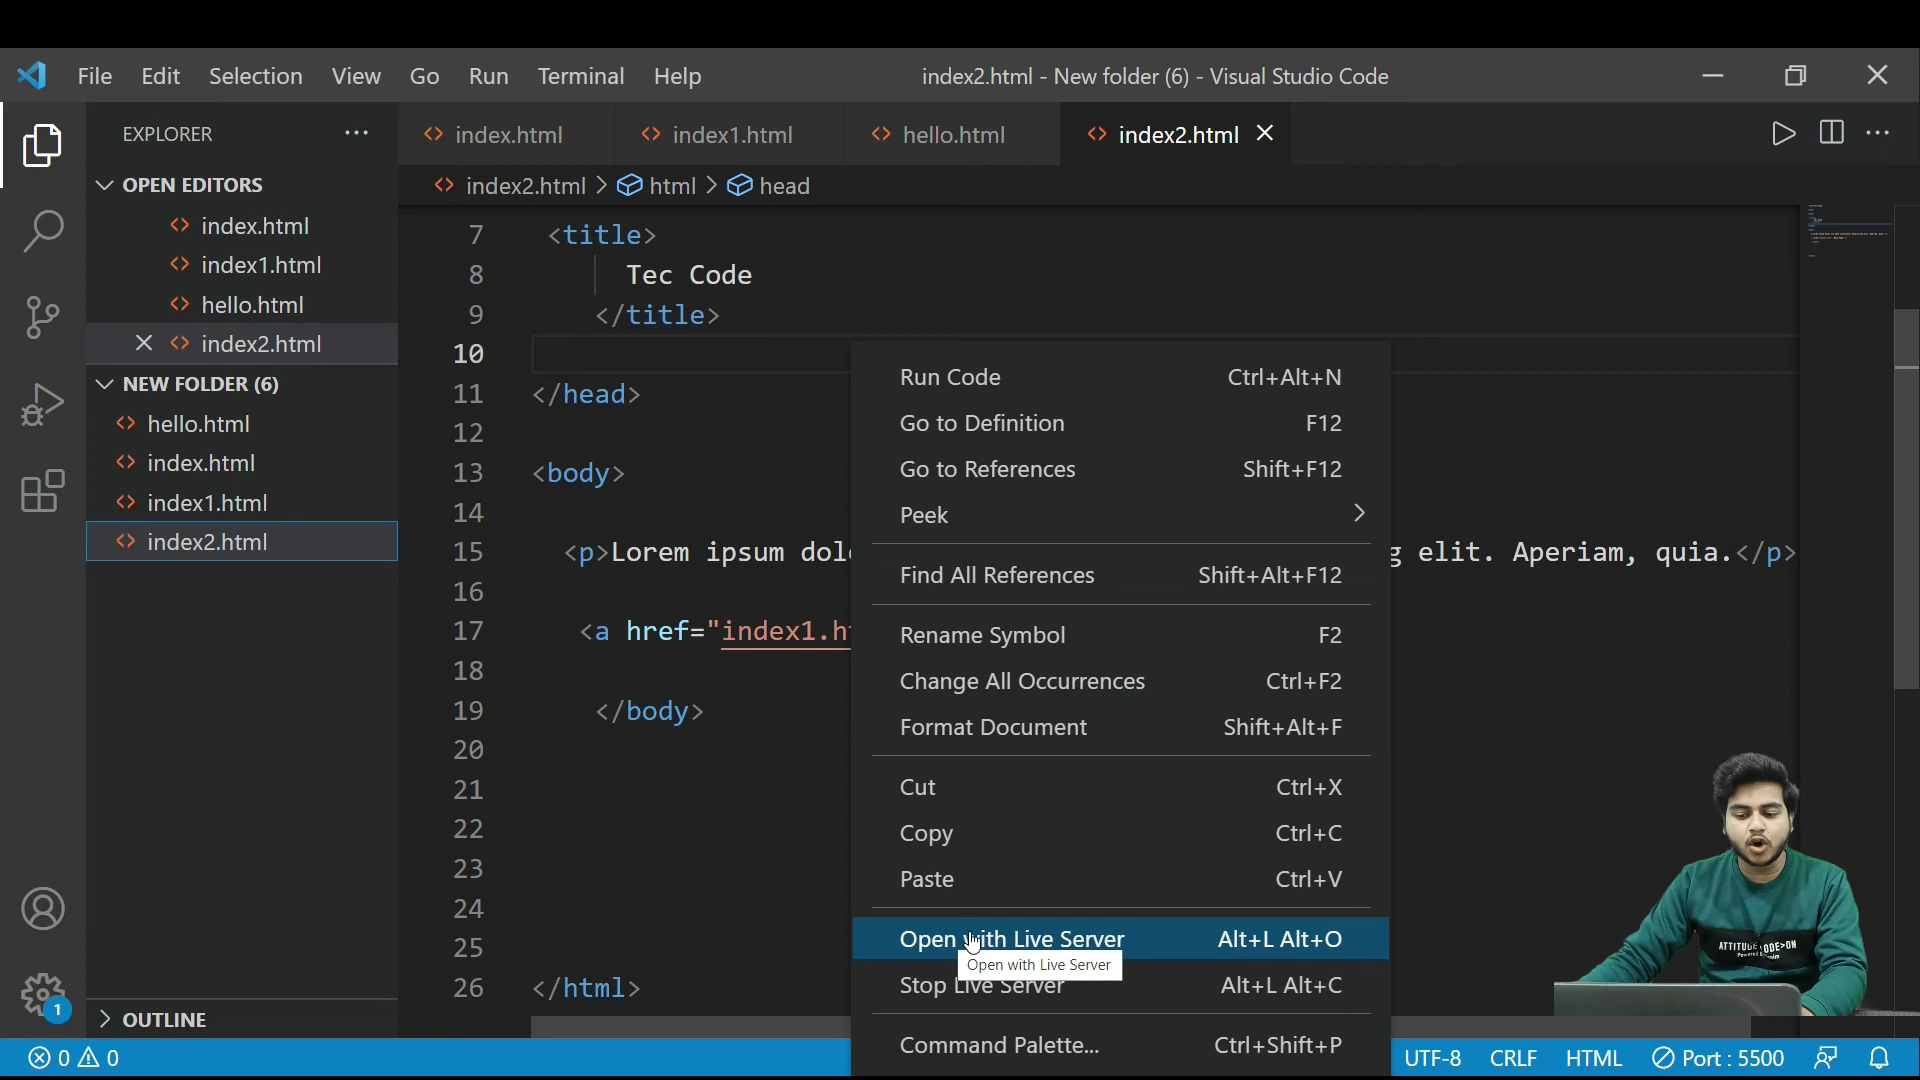 File Edit Selection View Go Run Terminal Help
index2.html - New folder (6) - Visual Studio Code
EXPLORER
OPEN EDITORS
index.html
index1.html
hello.html
index2.html
NEW FOLDER (6)
hello.html
index.html
index1.html
index2.html
OUTLINE
index.html
index1.html
hello.html
index2.html
index2.html > html > head
7 <title>
8 Tec Code
9 </title>
10
11 </head>
12
13 <body>
14
15 <p>Lorem ipsum dol g elit. Aperiam, quia.</p>
16
17 <a href="index1.h
18
19 </body>
20
21
22
23
24
25
26 </html>
Run Code Ctrl+Alt+N
Go to Definition F12
Go to References Shift+F12
Peek
Find All References Shift+Alt+F12
Rename Symbol F2
Change All Occurrences Ctrl+F2
Format Document Shift+Alt+F
Cut Ctrl+X
Copy Ctrl+C
Paste Ctrl+V
Open with Live Server Alt+L Alt+O
Open with Live Server
Stop Live Server Alt+L Alt+C
Command Palette... Ctrl+Shift+P
1
0 0
UTF-8 CRLF HTML Port : 5500